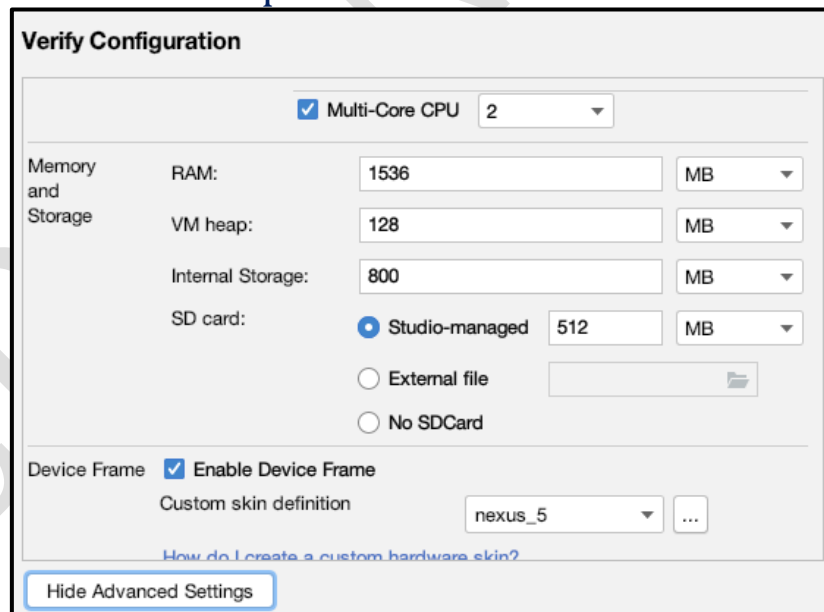 Verify Configuration
Multi-Core CPU 2
Memory and Storage
RAM: 1536 MB
VM heap: 128 MB
Internal Storage: 800 MB
SD card: Studio-managed 512 MB
External file
No SDCard
Device Frame Enable Device Frame
Custom skin definition nexus_5 ...
How do I create a custom hardware skin?
Hide Advanced Settings